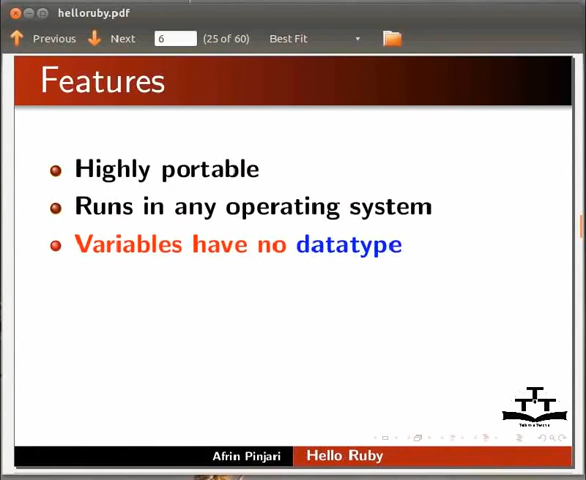 helloruby.pdf
Previous Next 6 (25 of 60) Best Fit
Features
Highly portable
Runs in any operating system
Variables have no datatype
Afrin Pinjari Hello Ruby